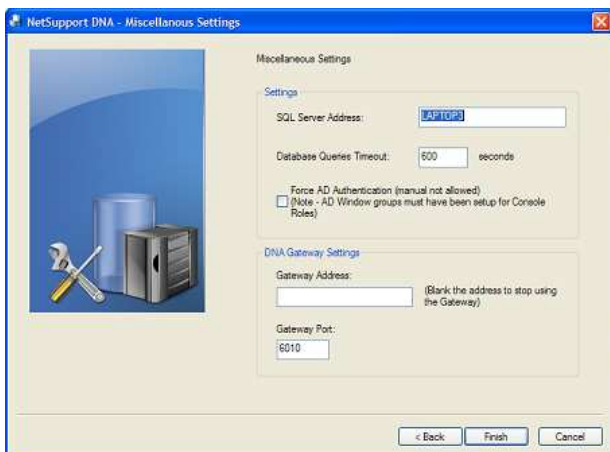 NetSupport DNA - Miscellanous Settings
Miscellaneous Settings
Settings
SQL Server Address:
LAPTOP3
Database Queries Timeout:
600
seconds
Force AD Authentication (manual not allowed)
(Note - AD Window groups must have been setup for Console
Roles)
DNA Gateway Settings
Gateway Address:
(Blank the address to stop using
the Gateway)
Gateway Port:
6010
< Back
Finish
Cancel